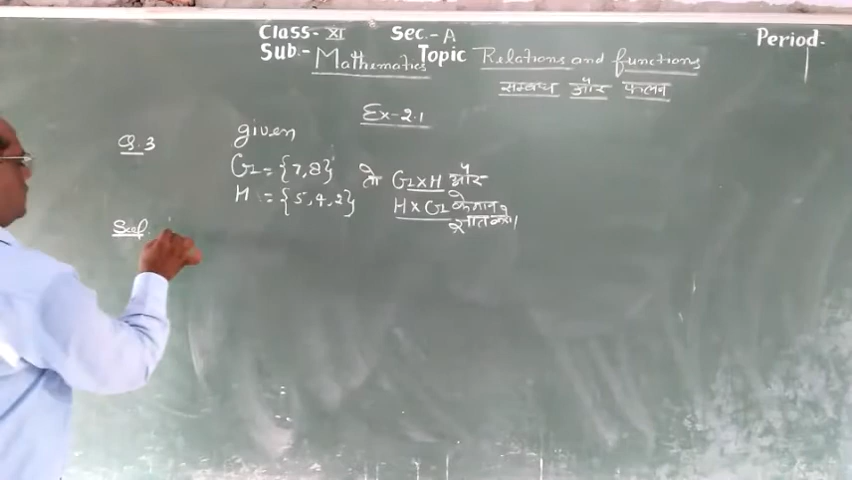 Class- XI Sec.- A
Sub.- Mathematics Topic Relations and functions Period-
सम्बन्ध और फलन
Ex-2.1
Q.3 given
G = {7,8} तो G×H और
H = {5,4,2} H×G के मान
ज्ञात करो।
Sol.